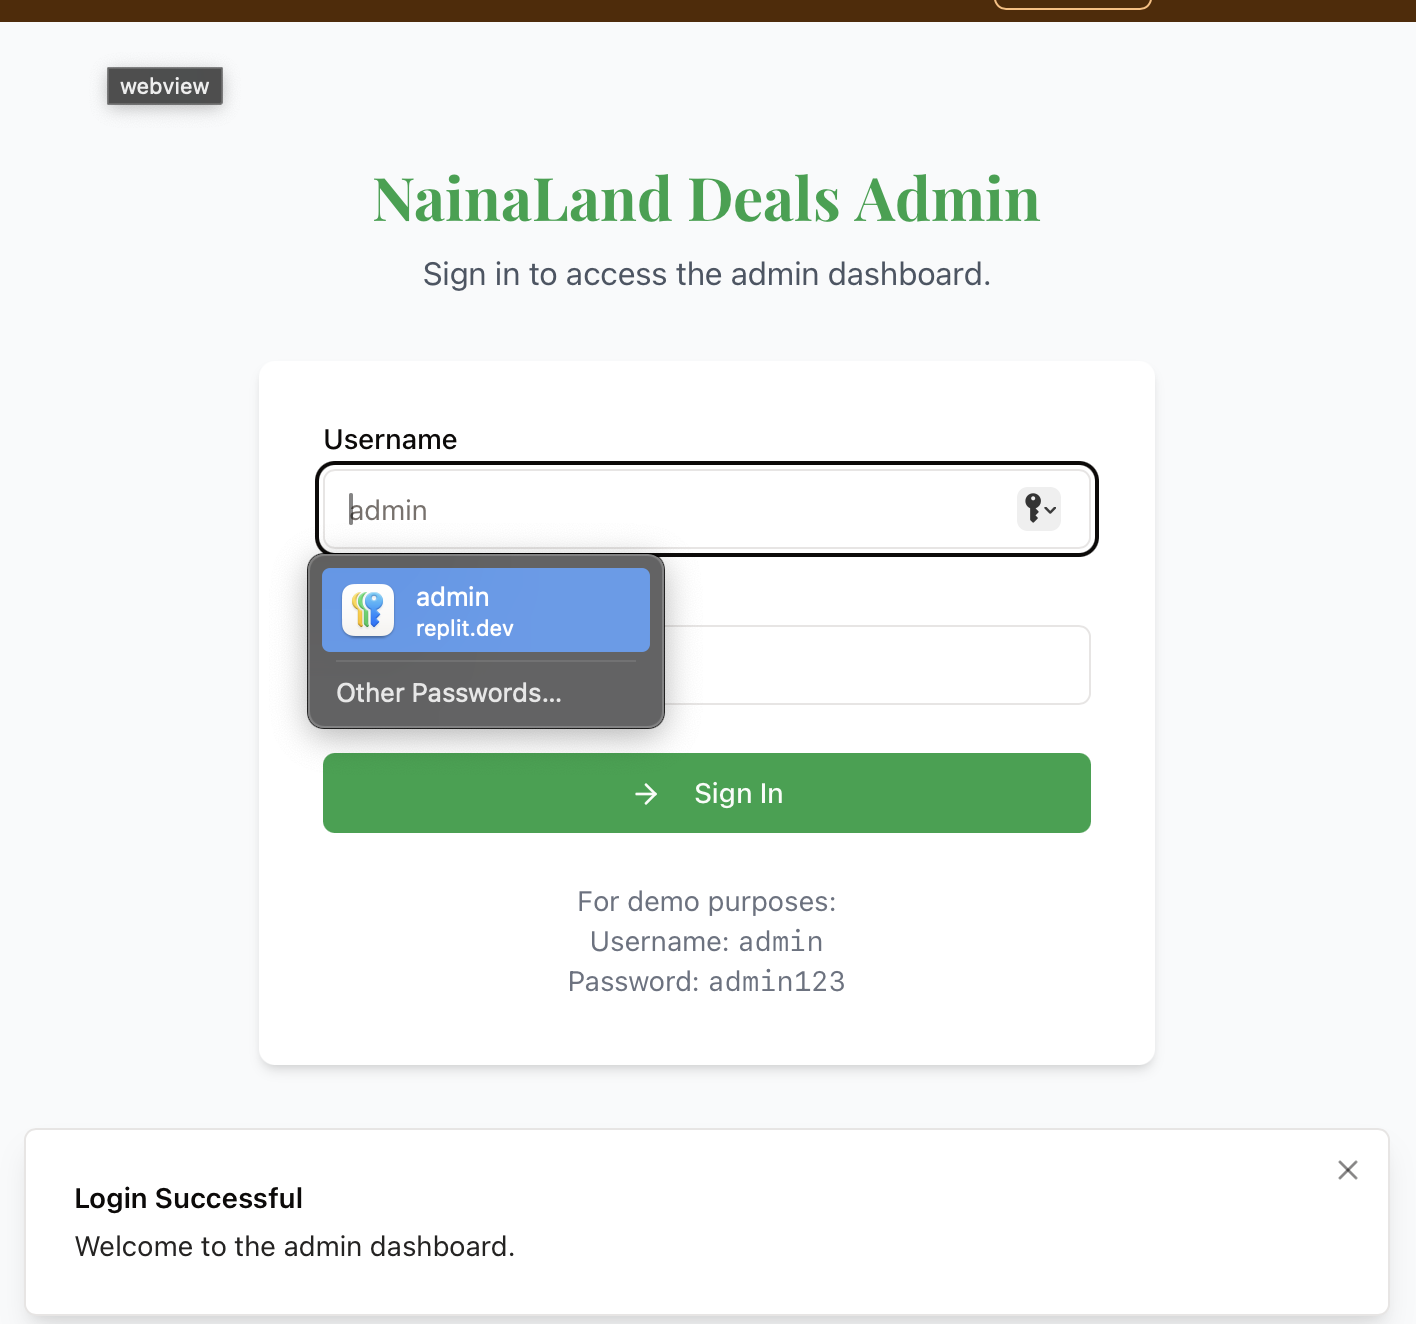 webview
NainaLand Deals Admin
Sign in to access the admin dashboard.
Username
admin
admin
replit.dev
Other Passwords...
Sign In
For demo purposes:
Username: admin
Password: admin123
Login Successful
Welcome to the admin dashboard.